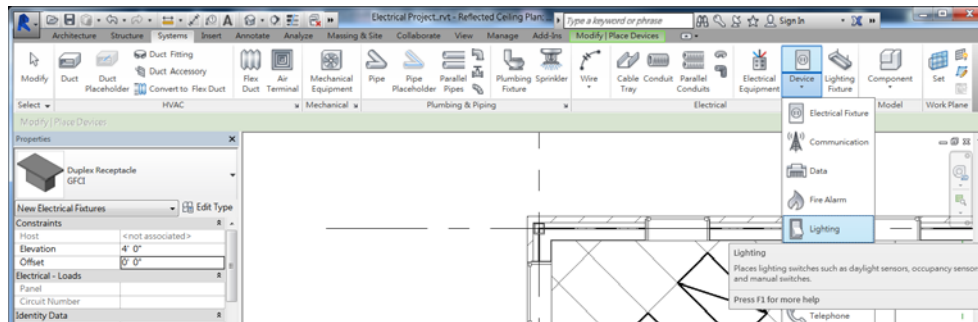 Electrical Project_.rvt - Reflected Ceiling Plan:
Type a keyword or phrase
Sign In
Architecture Structure Systems Insert Annotate Analyze Massing & Site Collaborate View Manage Add-Ins Modify | Place Devices
Modify
Duct
Duct Placeholder
Duct Fitting
Duct Accessory
Convert to Flex Duct
Flex Duct
Air Terminal
Mechanical Equipment
Pipe
Pipe Placeholder
Parallel Pipes
Plumbing Fixture
Sprinkler
Wire
Cable Tray
Conduit
Parallel Conduits
Electrical Equipment
Device
Lighting Fixture
Component
Set
Select HVAC Mechanical Plumbing & Piping Electrical Model Work Plane
Modify | Place Devices
Properties
Duplex Receptacle
GFCI
New Electrical Fixtures Edit Type
Constraints
Host <not associated>
Elevation 4' 0"
Offset 0' 0"
Electrical - Loads
Panel
Circuit Number
Identity Data
Electrical Fixture
Communication
Data
Fire Alarm
Lighting
Lighting
Places lighting switches such as daylight sensors, occupancy sensor
and manual switches.
Press F1 for more help
Telephone